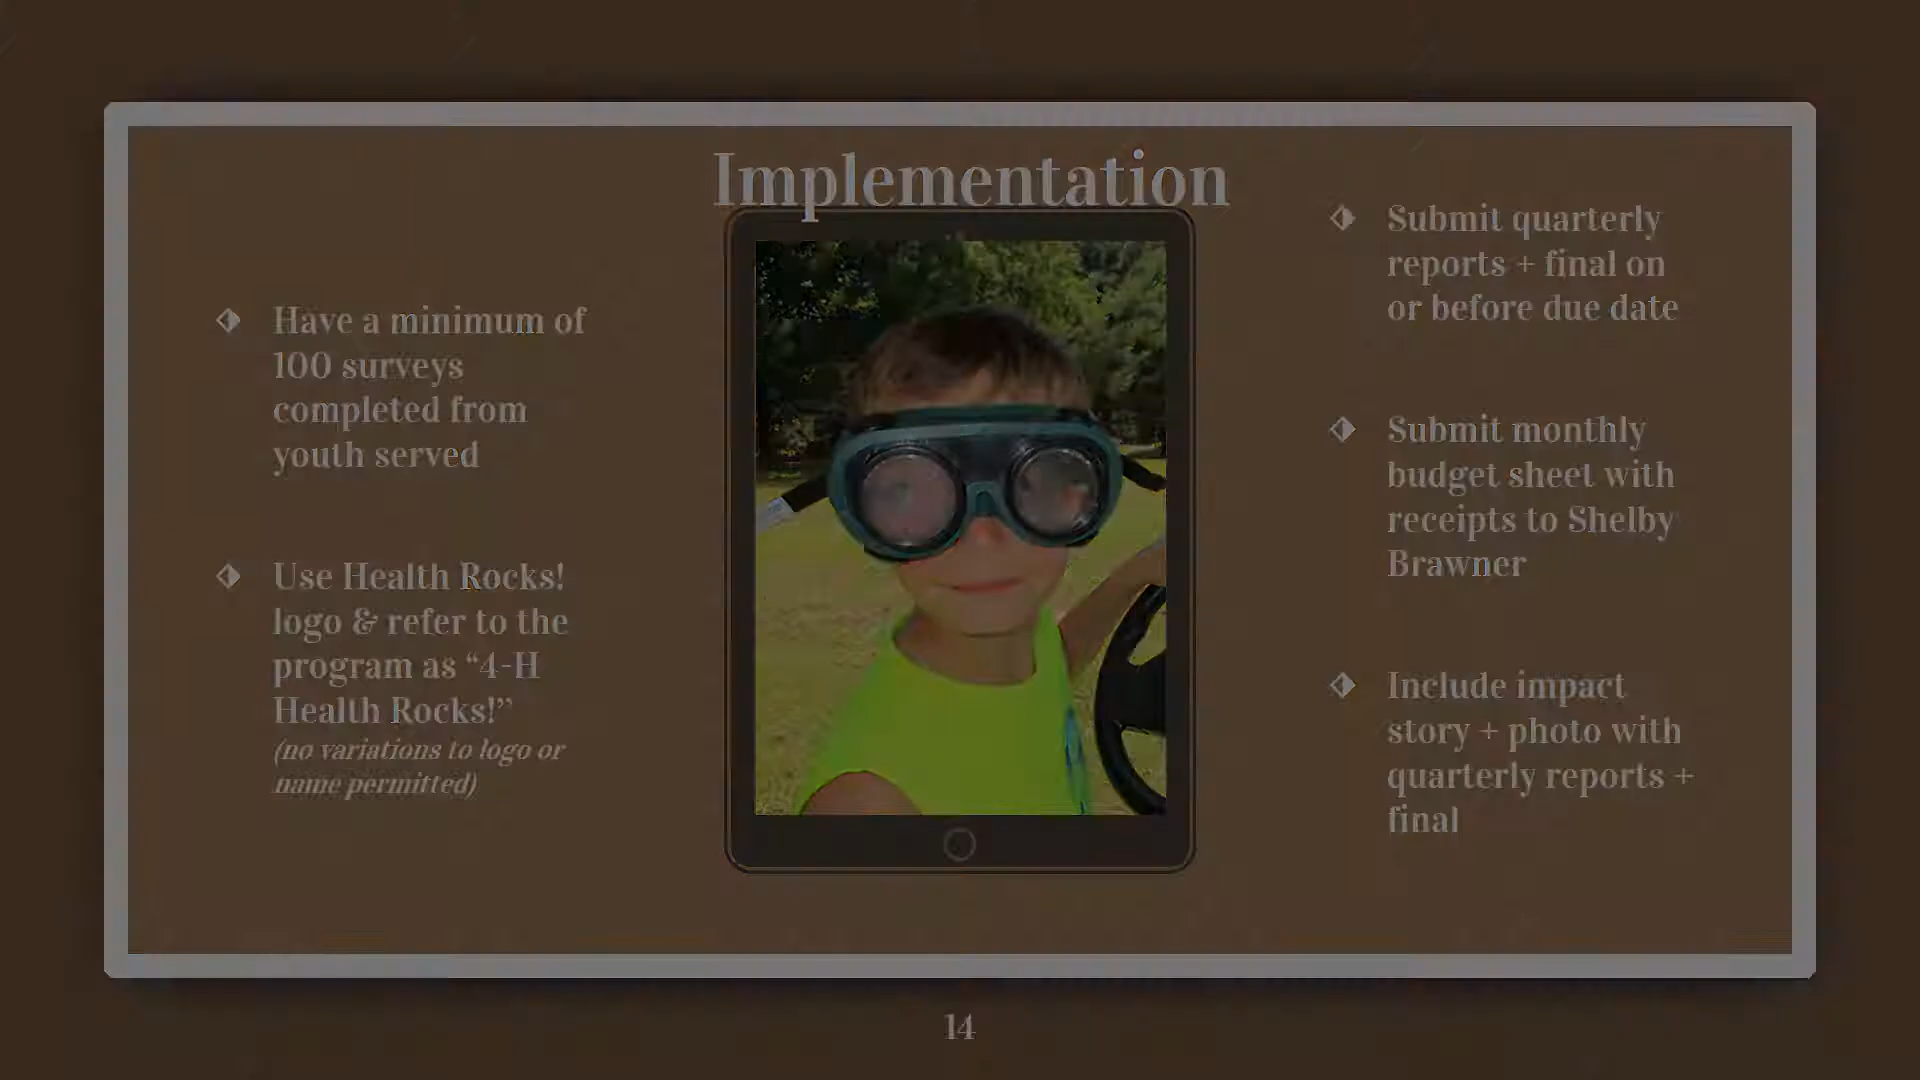 Implementation
Have a minimum of
100 surveys
completed from
youth served
Use Health Rocks!
logo & refer to the
program as “4-H
Health Rocks!”
(no variations to logo or
name permitted)
Submit quarterly
reports + final on
or before due date
Submit monthly
budget sheet with
receipts to Shelby
Brawner
Include impact
story + photo with
quarterly reports +
final
14